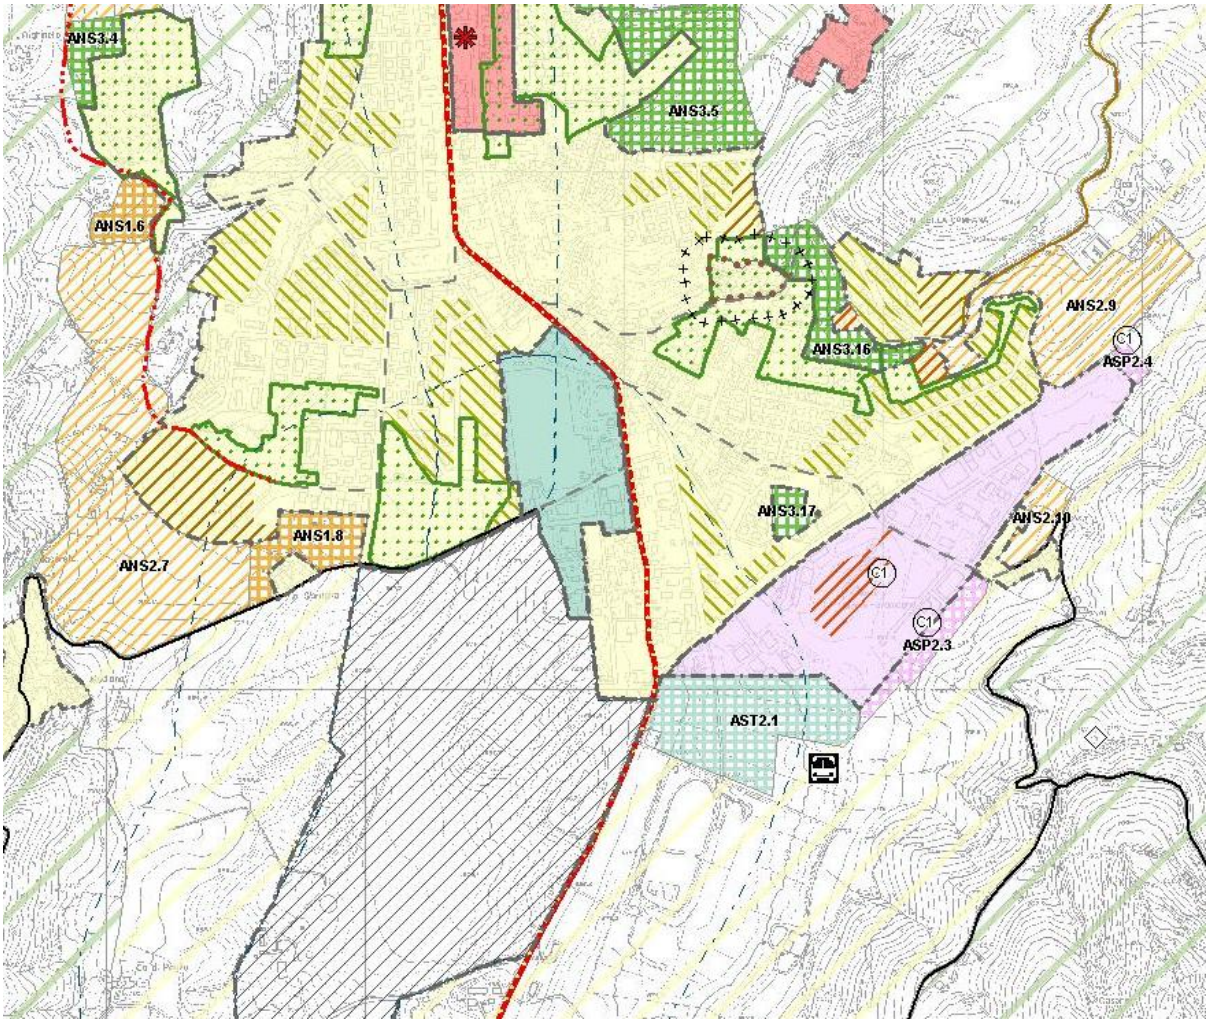 ANS3.4
ANS3.5
ANS1.6
ANS2.9
C1
ANS3.16
ASP2.4
ANS3.17
ANS2.10
ANS1.8
ANS2.7
C1
C1
ASP2.3
AST2.1